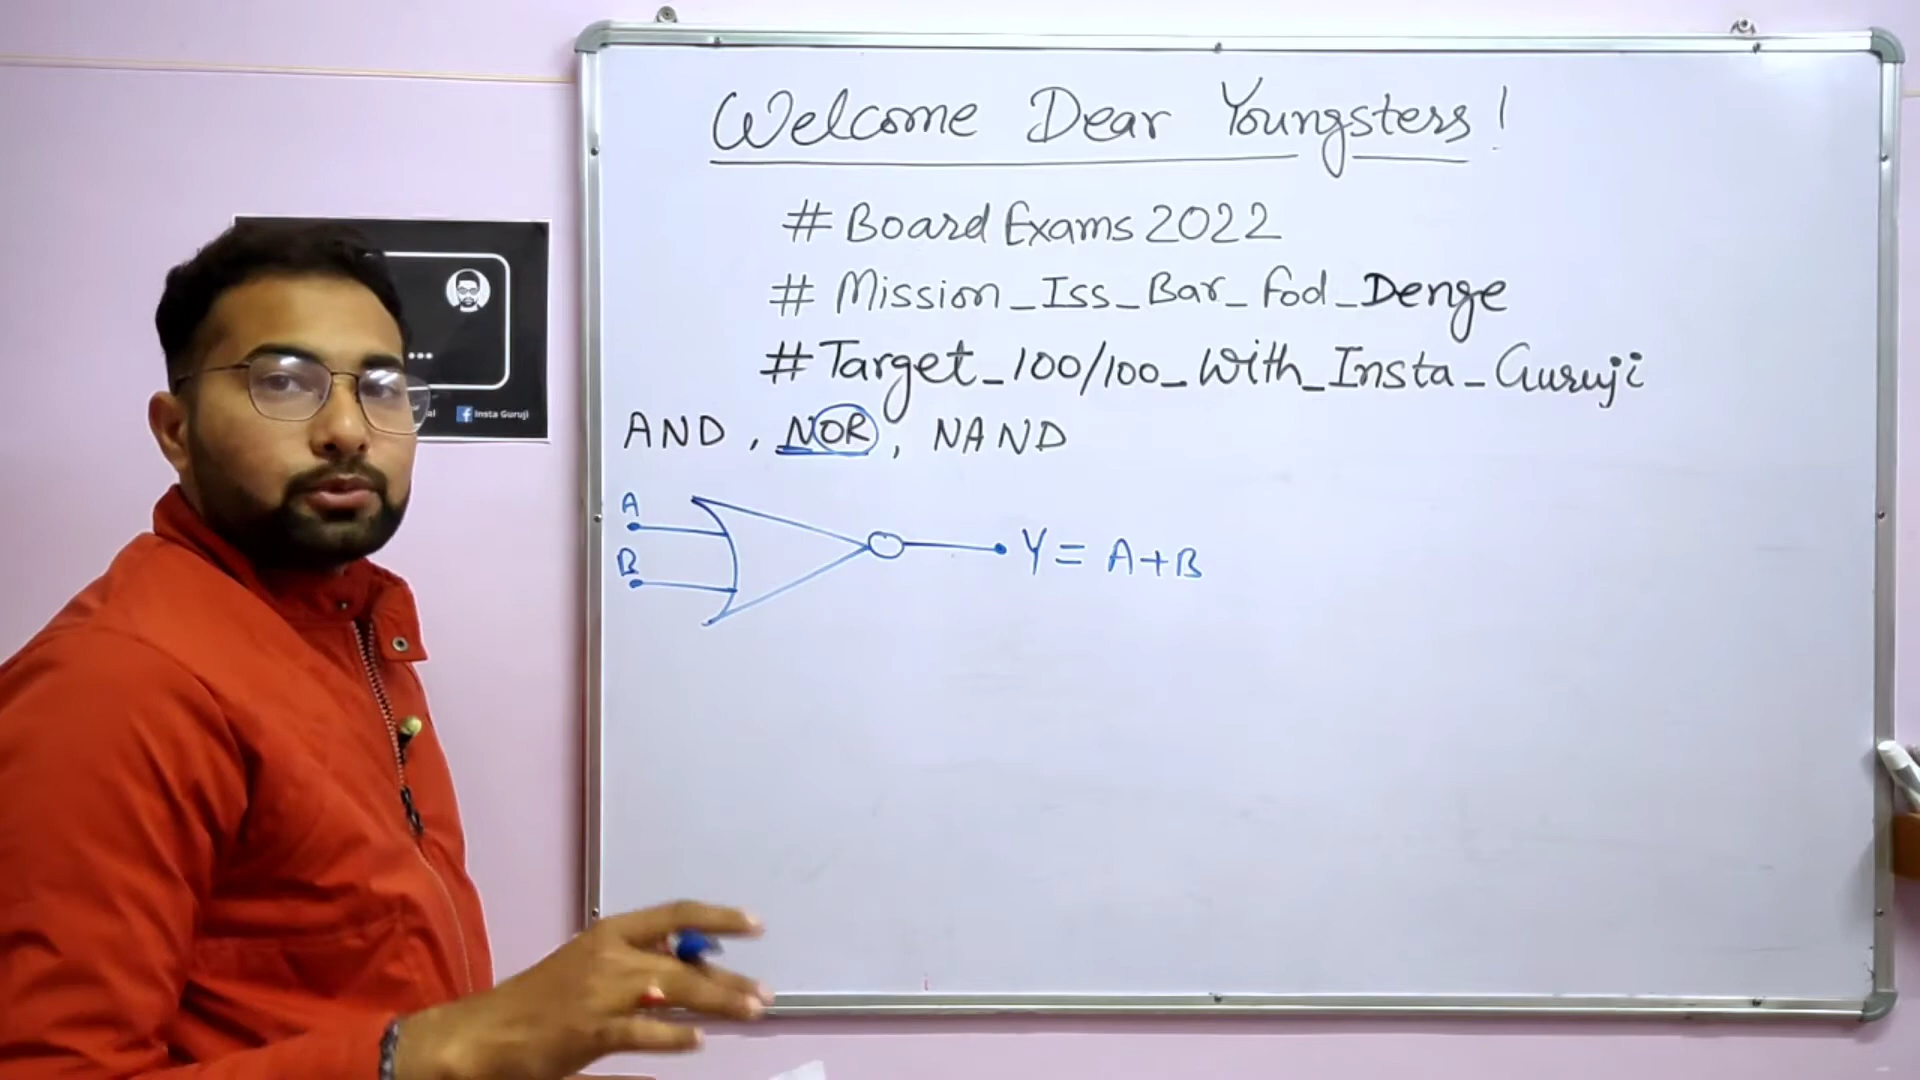 Welcome Dear Youngsters!
# Board Exams 2022
# Mission_Iss_Bar_Fod_Denge
#Target_100/100_With_Insta_Guruji
AND, NOR, NAND
A
B
Y = A+B
...
Insta Guruji